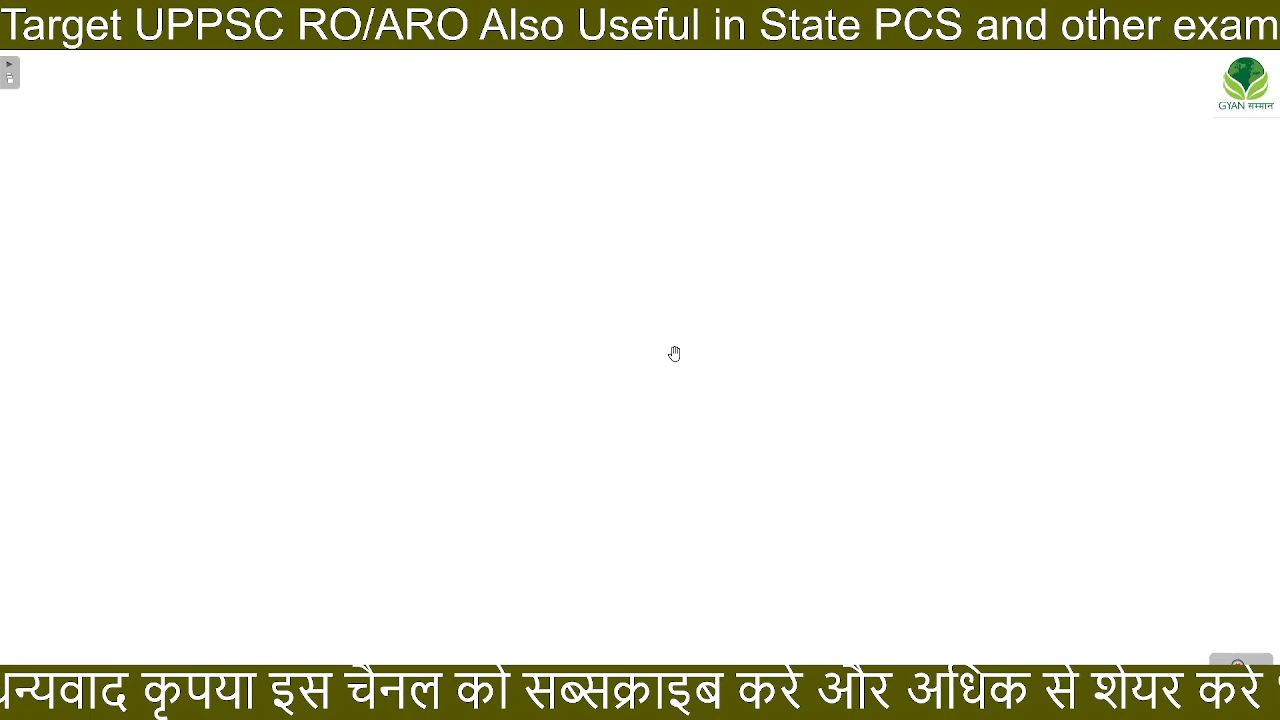 Target UPPSC RO/ARO Also Useful in State PCS and other exam
GYAN सम्मान
कृपया इस चैनल को सब्सक्राइब करे और अधिक से शेयर करे